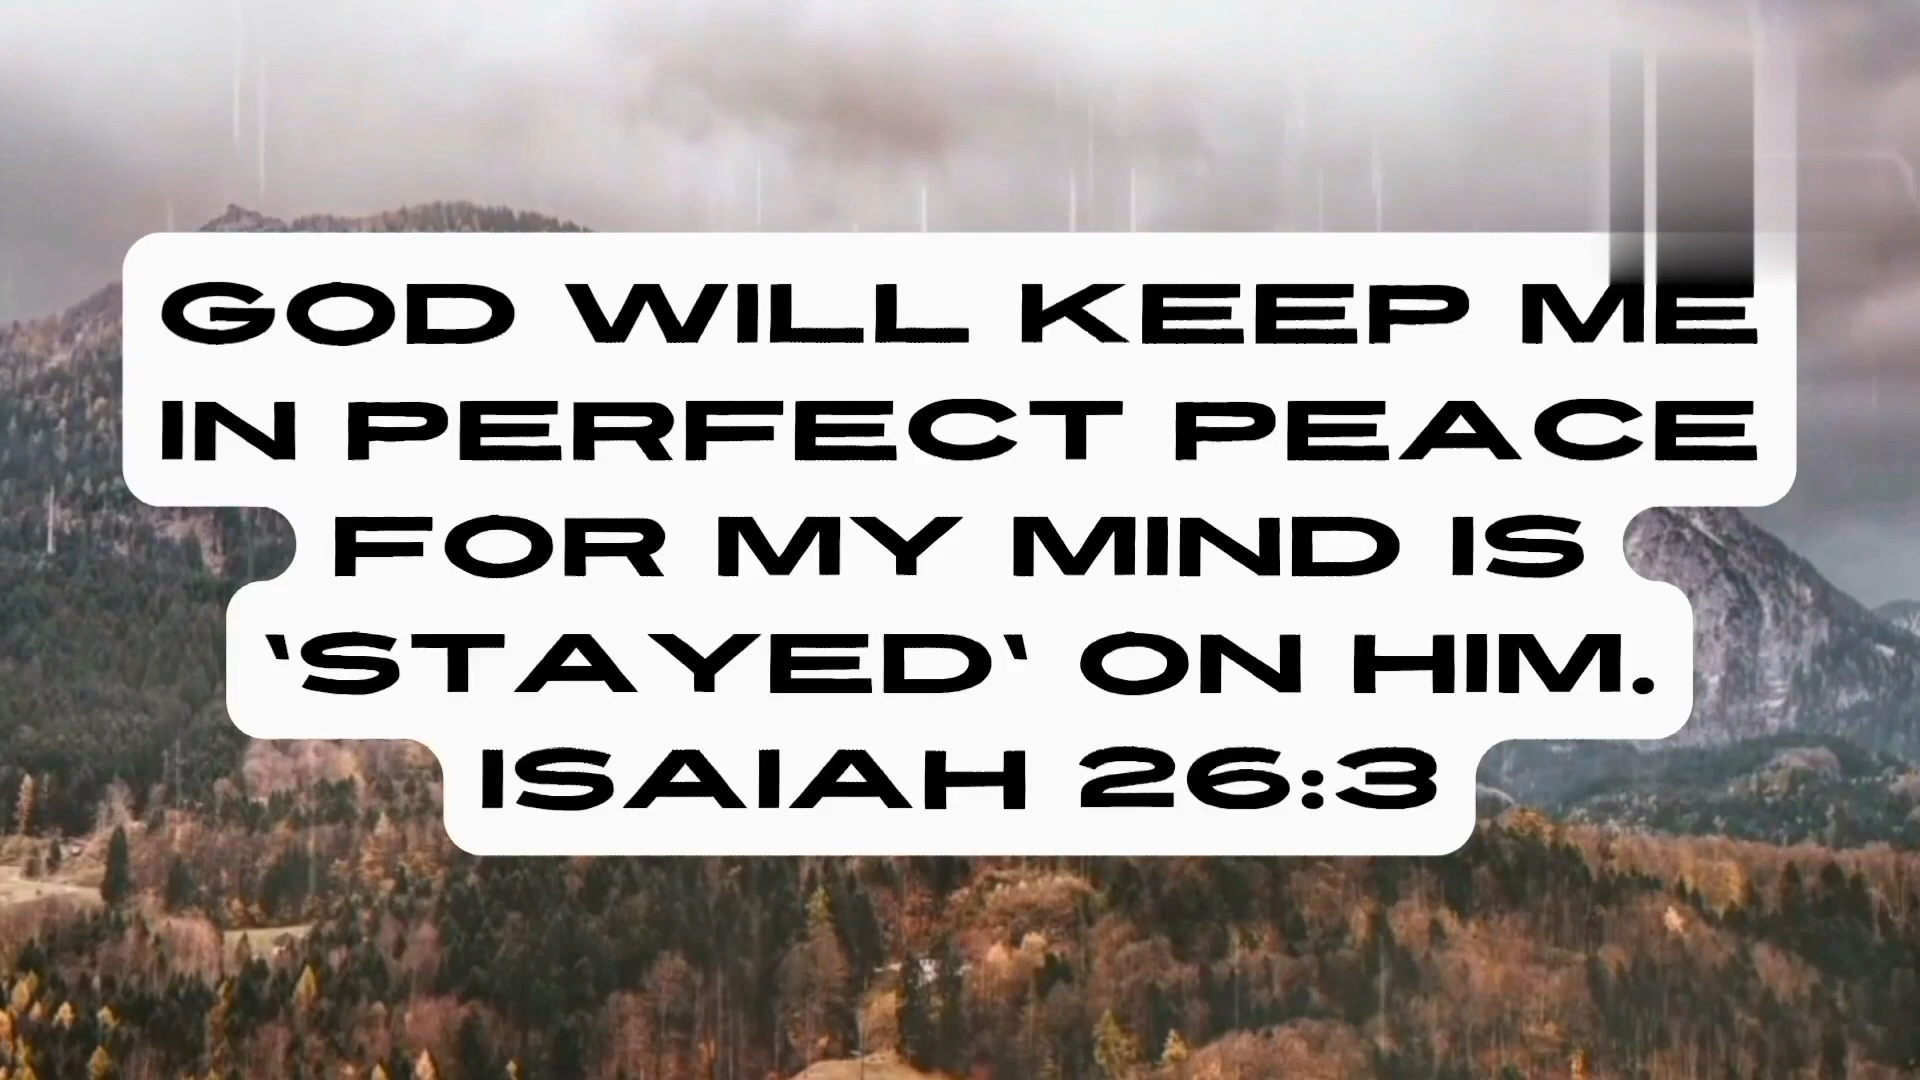 GOD WILL KEEP ME
IN PERFECT PEACE
FOR MY MIND IS
‘STAYED‘ ON HIM.
ISAIAH 26:3